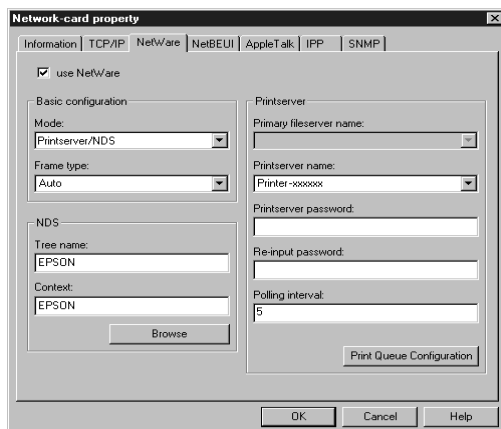 Network-card property
Information TCP/IP NetWare NetBEUI AppleTalk IPP SNMP
use NetWare
Basic configuration
Mode:
Printserver/NDS
Frame type:
Auto
NDS
Tree name:
EPSON
Context:
EPSON
Browse
Printserver
Primary fileserver name:
Printserver name:
Printer-xxxxxx
Printserver password:
Re-input password:
Polling interval:
5
Print Queue Configuration
OK Cancel Help